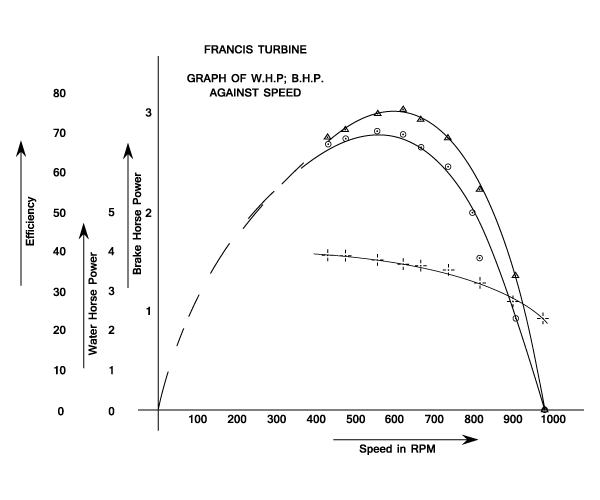 FRANCIS TURBINE
GRAPH OF W.H.P; B.H.P.
AGAINST SPEED
80
70
60
50
40
30
20
10
0
Efficiency
5
4
3
2
1
0
Water Horse Power
3
2
1
Brake Horse Power
100 200 300 400 500 600 700 800 900 1000
Speed in RPM